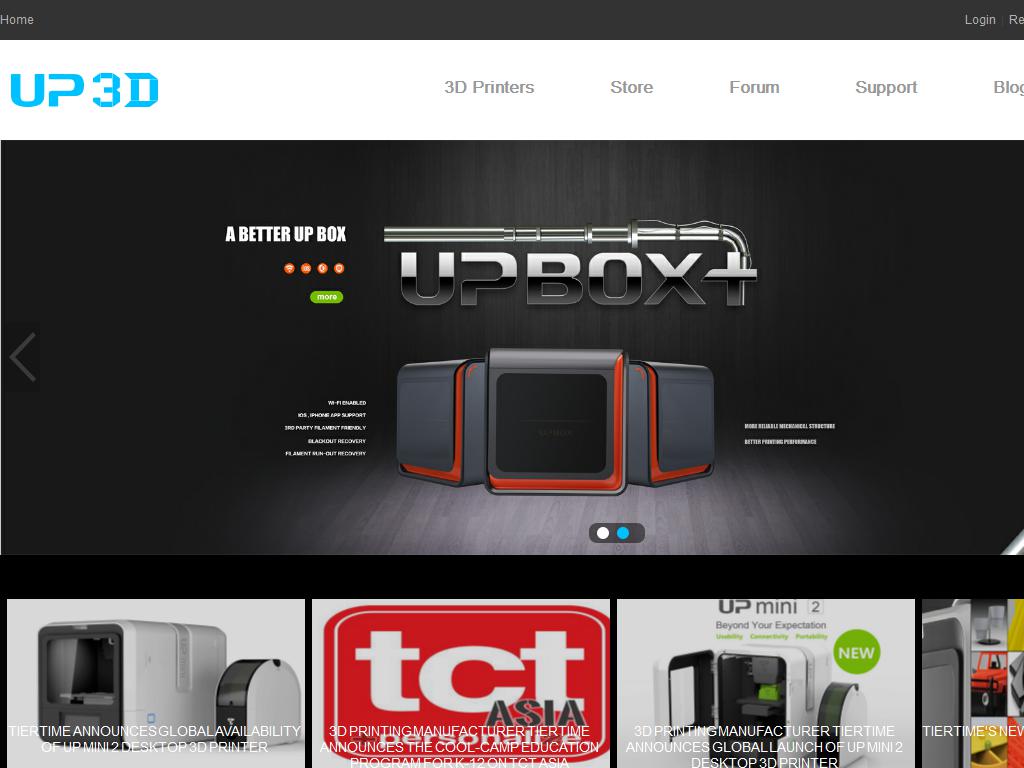 Home
Login
Re
UP3D
3D Printers
Store
Forum
Support
Blog
A BETTER UP BOX
UPBOX+
more
WI-FI ENABLED
IOS , IPHONE APP SUPPORT
3RD PARTY FILAMENT FRIENDLY
BLACKOUT RECOVERY
FILAMENT RUN-OUT RECOVERY
MORE RELIABLE MECHANICAL STRUCTURE
BETTER PRINTING PERFORMANCE
TIERTIME ANNOUNCES GLOBAL AVAILABILITY
OF UP MINI 2 DESKTOP 3D PRINTER
tct
ASIA
personalize
3D PRINTING MANUFACTURER TIERTIME
ANNOUNCES THE COOL-CAMP EDUCATION
PROGRAM FOR K-12 ON TCT ASIA
UP mini 2
Beyond Your Expectation
Usability Connectivity Portability
NEW
3D PRINTING MANUFACTURER TIERTIME
ANNOUNCES GLOBAL LAUNCH OF UP MINI 2
DESKTOP 3D PRINTER
TIERTIME'S NEW